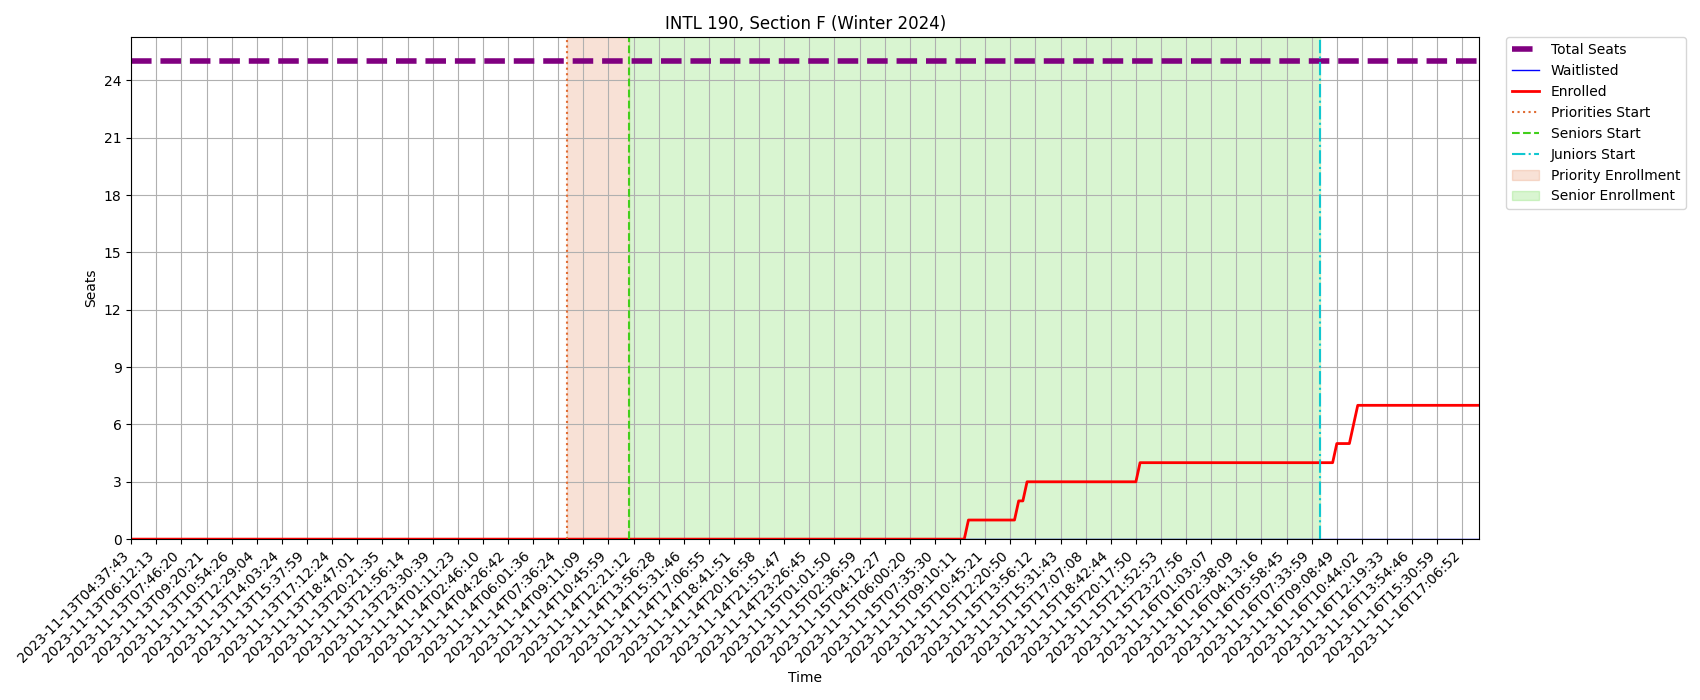 INTL 190, Section F (Winter 2024)
Total Seats
Waitlisted
Enrolled
Priorities Start
Seniors Start
Juniors Start
Priority Enrollment
Senior Enrollment
Seats
24
21
18
15
12
9
6
3
0
2023-11-13T04:37:43
2023-11-13T06:12:13
2023-11-13T07:46:20
2023-11-13T09:20:21
2023-11-13T10:54:26
2023-11-13T12:29:04
2023-11-13T14:03:24
2023-11-13T15:37:59
2023-11-13T17:12:24
2023-11-13T18:47:01
2023-11-13T20:21:35
2023-11-13T21:56:14
2023-11-13T23:30:39
2023-11-14T01:11:23
2023-11-14T02:46:10
2023-11-14T04:26:42
2023-11-14T06:01:36
2023-11-14T07:36:24
2023-11-14T09:11:09
2023-11-14T10:45:59
2023-11-14T12:21:12
2023-11-14T13:56:28
2023-11-14T15:31:46
2023-11-14T17:06:55
2023-11-14T18:41:51
2023-11-14T20:16:58
2023-11-14T21:51:47
2023-11-14T23:26:45
2023-11-15T01:01:50
2023-11-15T02:36:59
2023-11-15T04:12:27
2023-11-15T06:00:20
2023-11-15T07:35:30
2023-11-15T09:10:11
2023-11-15T10:45:21
2023-11-15T12:20:50
2023-11-15T13:56:12
2023-11-15T15:31:43
2023-11-15T17:07:08
2023-11-15T18:42:44
2023-11-15T20:17:50
2023-11-15T21:52:53
2023-11-15T23:27:56
2023-11-16T01:03:07
2023-11-16T02:38:09
2023-11-16T04:13:16
2023-11-16T05:58:45
2023-11-16T07:33:59
2023-11-16T09:08:49
2023-11-16T10:44:02
2023-11-16T12:19:33
2023-11-16T13:54:46
2023-11-16T15:30:59
2023-11-16T17:06:52
Time